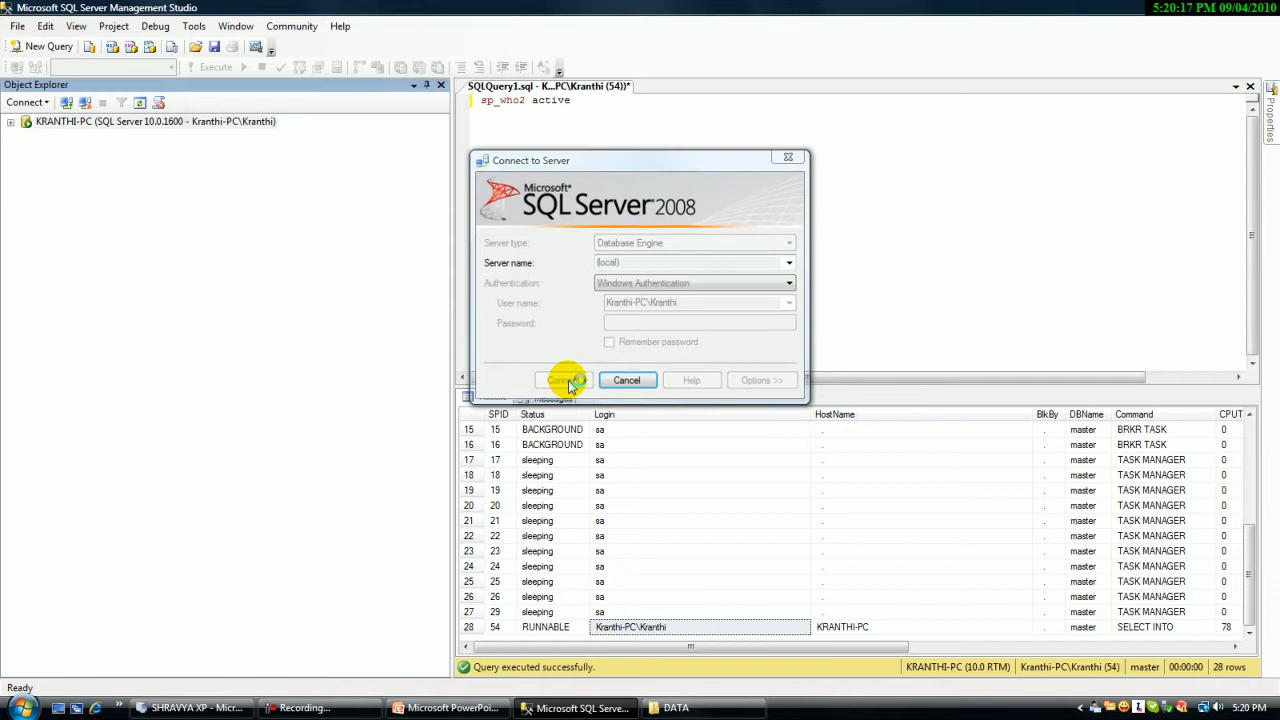 Microsoft SQL Server Management Studio
5:20:17 PM 09/04/2010
File Edit View Project Debug Tools Window Community Help
New Query
Execute
Object Explorer
SQLQuery1.sql - K...PC\Kranthi (54))*
Connect
sp_who2 active
Properties
KRANTHI-PC (SQL Server 10.0.1600 - Kranthi-PC\Kranthi)
Connect to Server
Microsoft®
SQL Server® 2008
Server type: Database Engine
Server name: (local)
Authentication: Windows Authentication
User name: Kranthi-PC\Kranthi
Password:
Remember password
Cancel Help Options >>
SPID Status Login HostName BlkBy DBName Command CPUT
15 15 BACKGROUND sa . . master BRKR TASK 0
16 16 BACKGROUND sa . . master BRKR TASK 0
17 17 sleeping sa . . master TASK MANAGER 0
18 18 sleeping sa . . master TASK MANAGER 0
19 19 sleeping sa . . master TASK MANAGER 0
20 20 sleeping sa . . master TASK MANAGER 0
21 21 sleeping sa . . master TASK MANAGER 0
22 22 sleeping sa . . master TASK MANAGER 0
23 23 sleeping sa . . master TASK MANAGER 0
24 24 sleeping sa . . master TASK MANAGER 0
25 25 sleeping sa . . master TASK MANAGER 0
26 26 sleeping sa . . master TASK MANAGER 0
27 29 sleeping sa . . master TASK MANAGER 0
28 54 RUNNABLE Kranthi-PC\Kranthi KRANTHI-PC . master SELECT INTO 78
Query executed successfully. KRANTHI-PC (10.0 RTM) Kranthi-PC\Kranthi (54) master 00:00:00 28 rows
Ready
SHRAVYA XP - Micr... Recording... Microsoft PowerPoin... Microsoft SQL Serve... DATA 5:20 PM